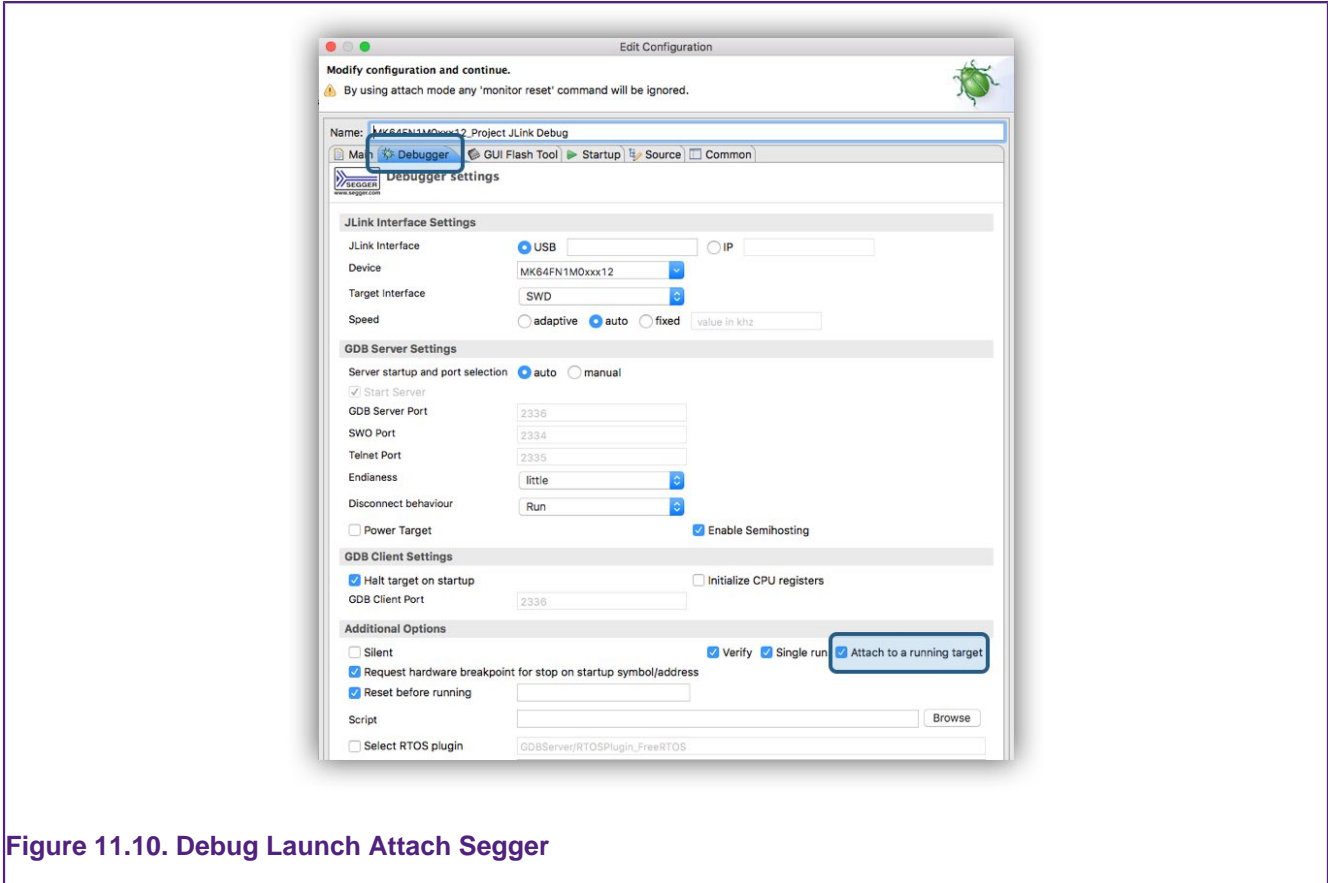 Edit Configuration
Modify configuration and continue.
By using attach mode any 'monitor reset' command will be ignored.
Name: MK64FN1M0xxx12_Project JLink Debug
Main Debugger GUI Flash Tool Startup Source Common
SEGGER
www.segger.com
Debugger settings
JLink Interface Settings
JLink Interface USB IP
Device MK64FN1M0xxx12
Target Interface SWD
Speed adaptive auto fixed value in khz
GDB Server Settings
Server startup and port selection auto manual
Start Server
GDB Server Port 2336
SWO Port 2334
Telnet Port 2335
Endianess little
Disconnect behaviour Run
Power Target Enable Semihosting
GDB Client Settings
Halt target on startup Initialize CPU registers
GDB Client Port 2336
Additional Options
Silent Verify Single run Attach to a running target
Request hardware breakpoint for stop on startup symbol/address
Reset before running
Script Browse
Select RTOS plugin GDBServer/RTOSPlugin_FreeRTOS
Figure 11.10. Debug Launch Attach Segger